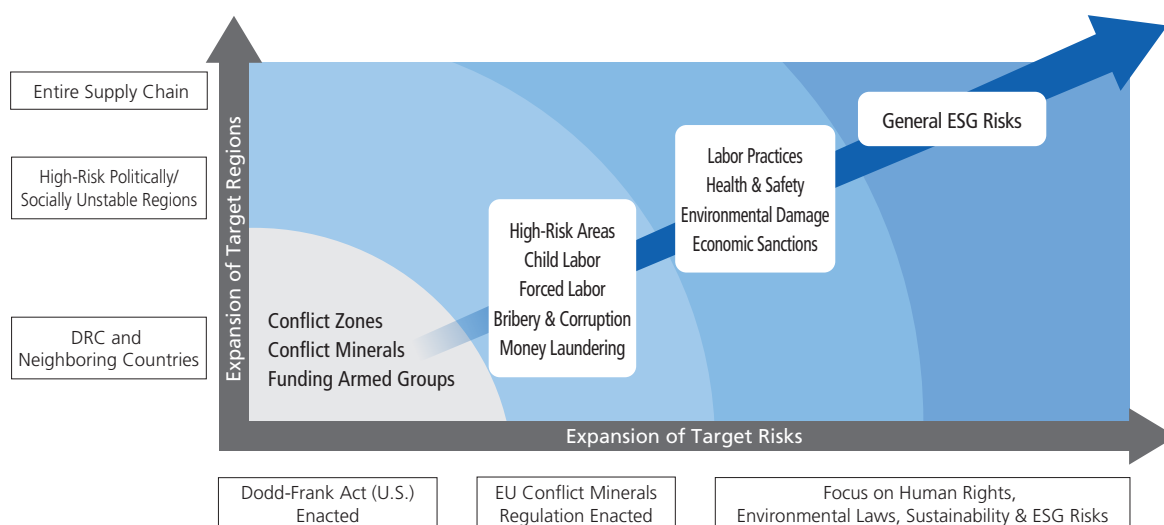 Entire Supply Chain
High-Risk Politically/
Socially Unstable Regions
DRC and
Neighboring Countries
Expansion of Target Regions
General ESG Risks
Labor Practices
Health & Safety
Environmental Damage
Economic Sanctions
High-Risk Areas
Child Labor
Forced Labor
Bribery & Corruption
Money Laundering
Conflict Zones
Conflict Minerals
Funding Armed Groups
Expansion of Target Risks
Dodd-Frank Act (U.S.)
Enacted
EU Conflict Minerals
Regulation Enacted
Focus on Human Rights,
Environmental Laws, Sustainability & ESG Risks